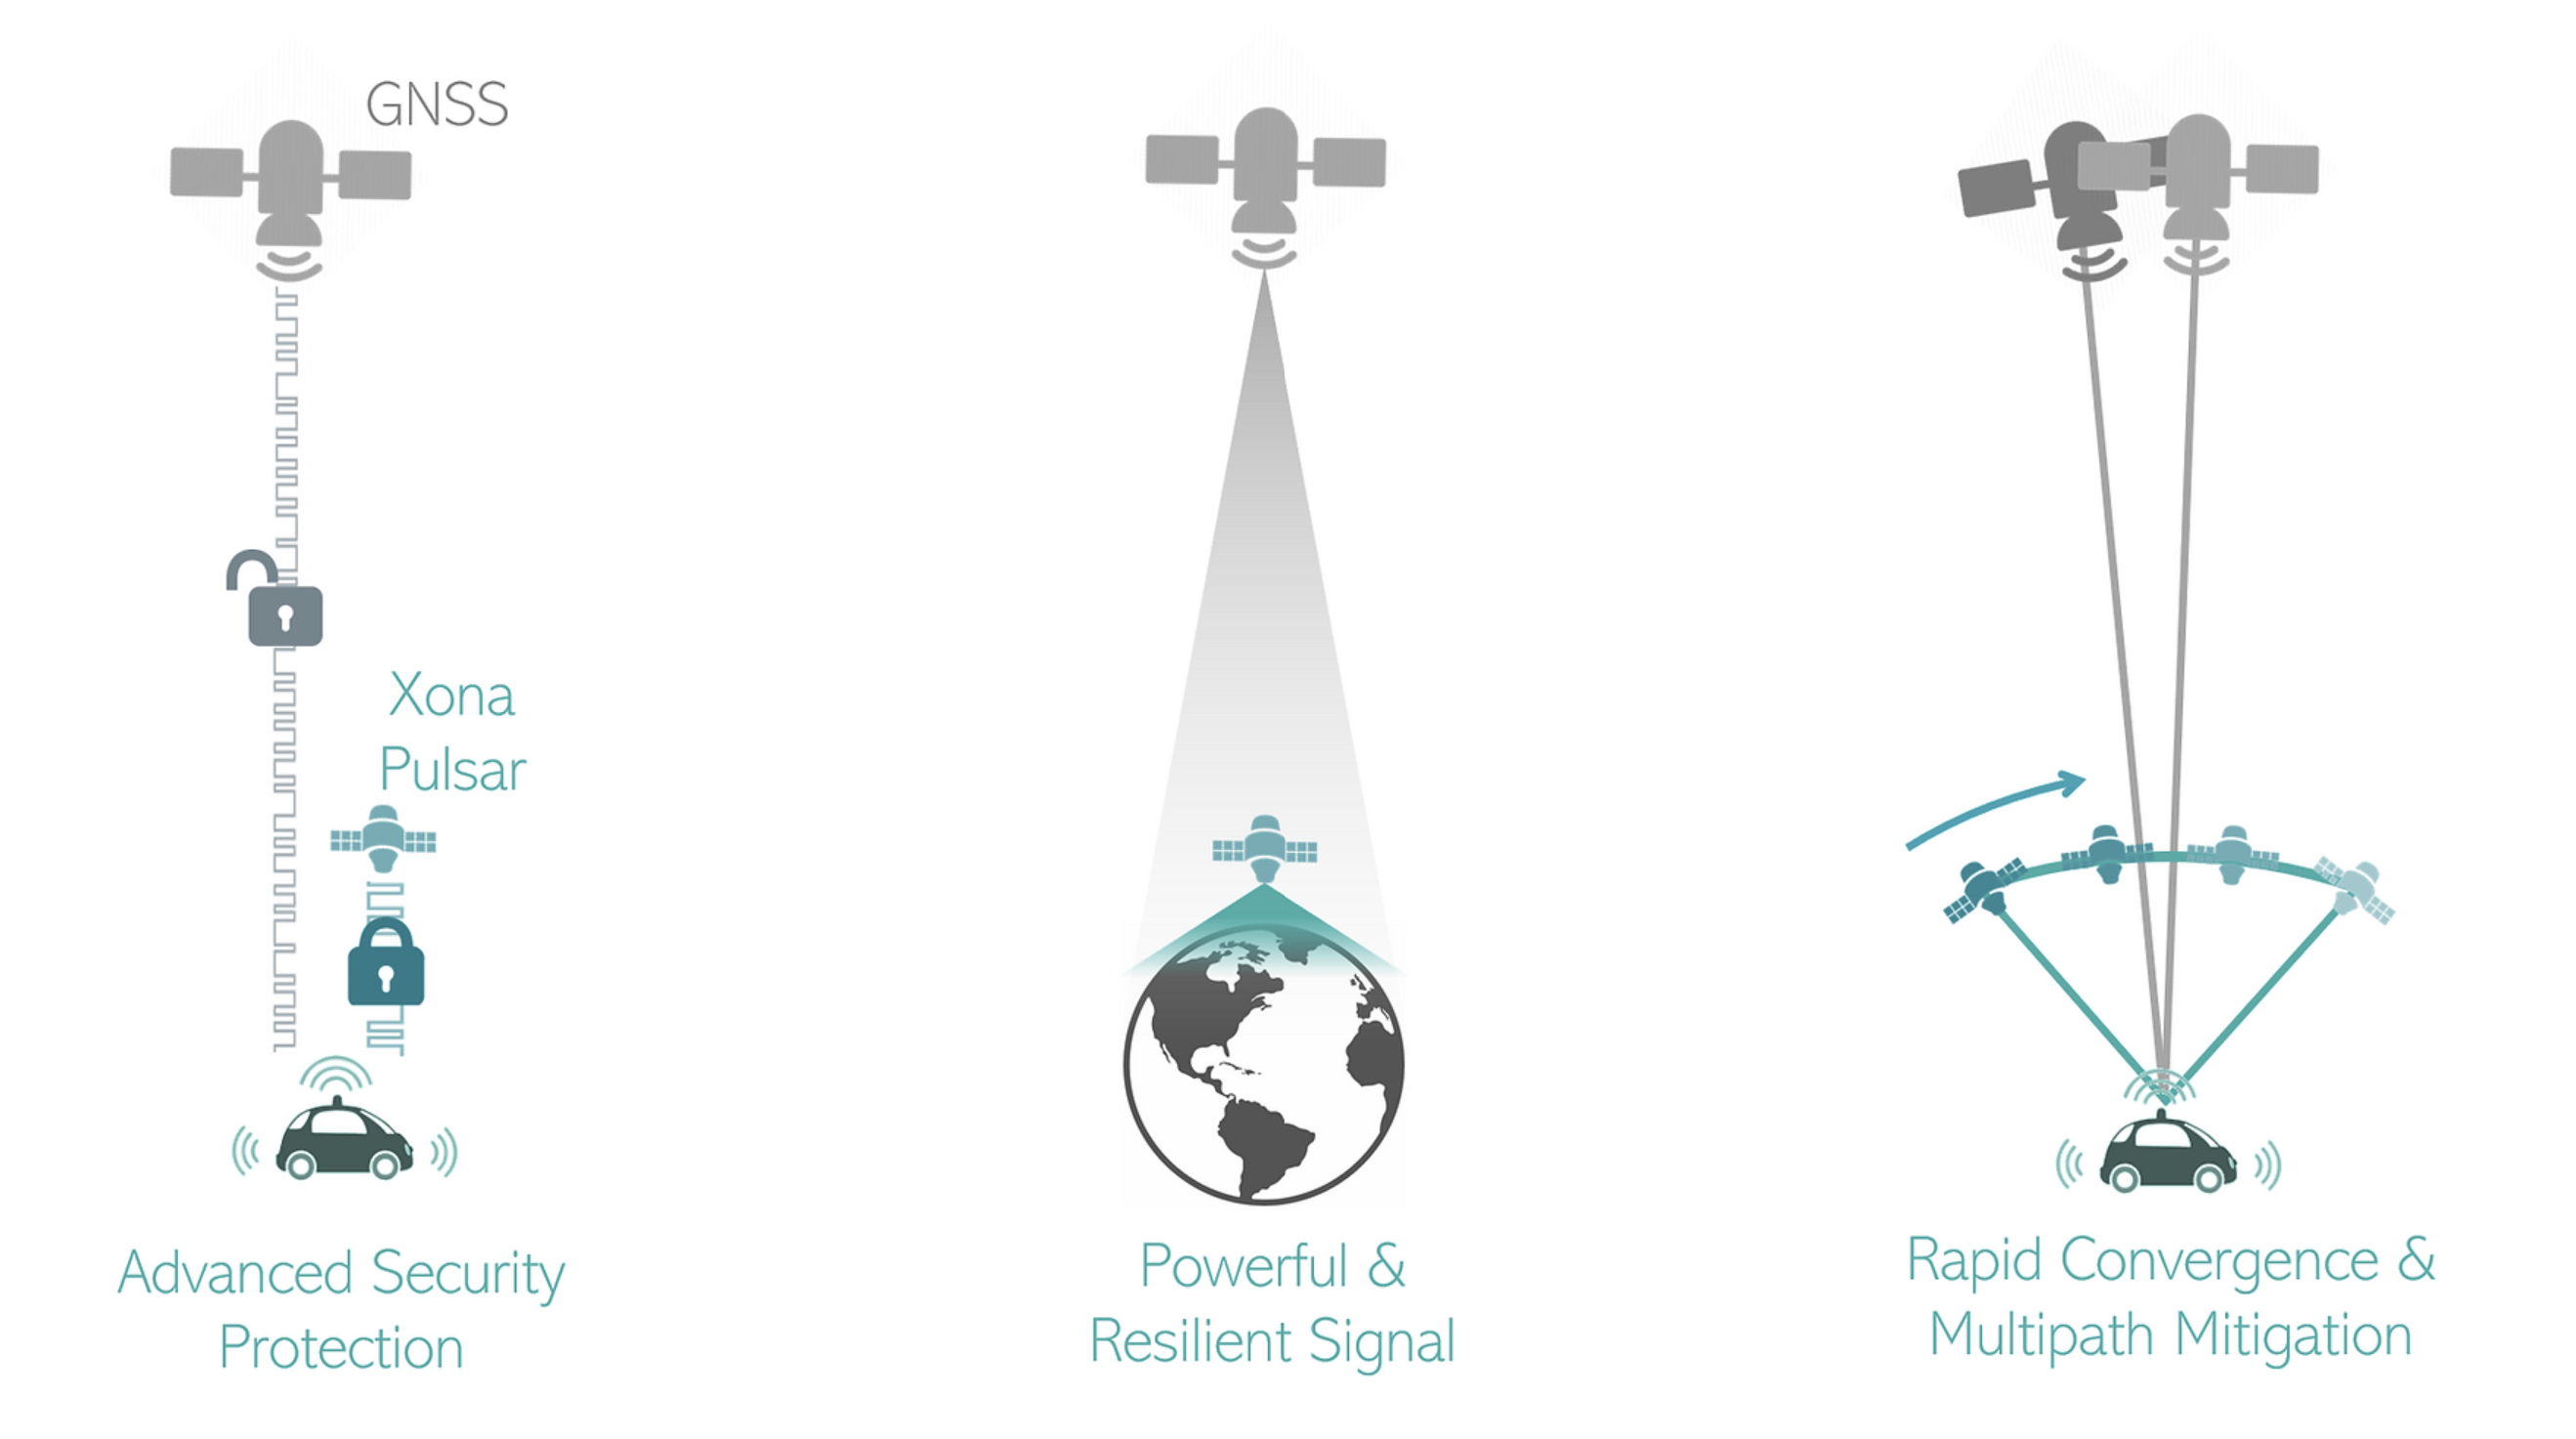 GNSS
Xona
Pulsar
Advanced Security
Protection
Powerful &
Resilient Signal
Rapid Convergence &
Multipath Mitigation